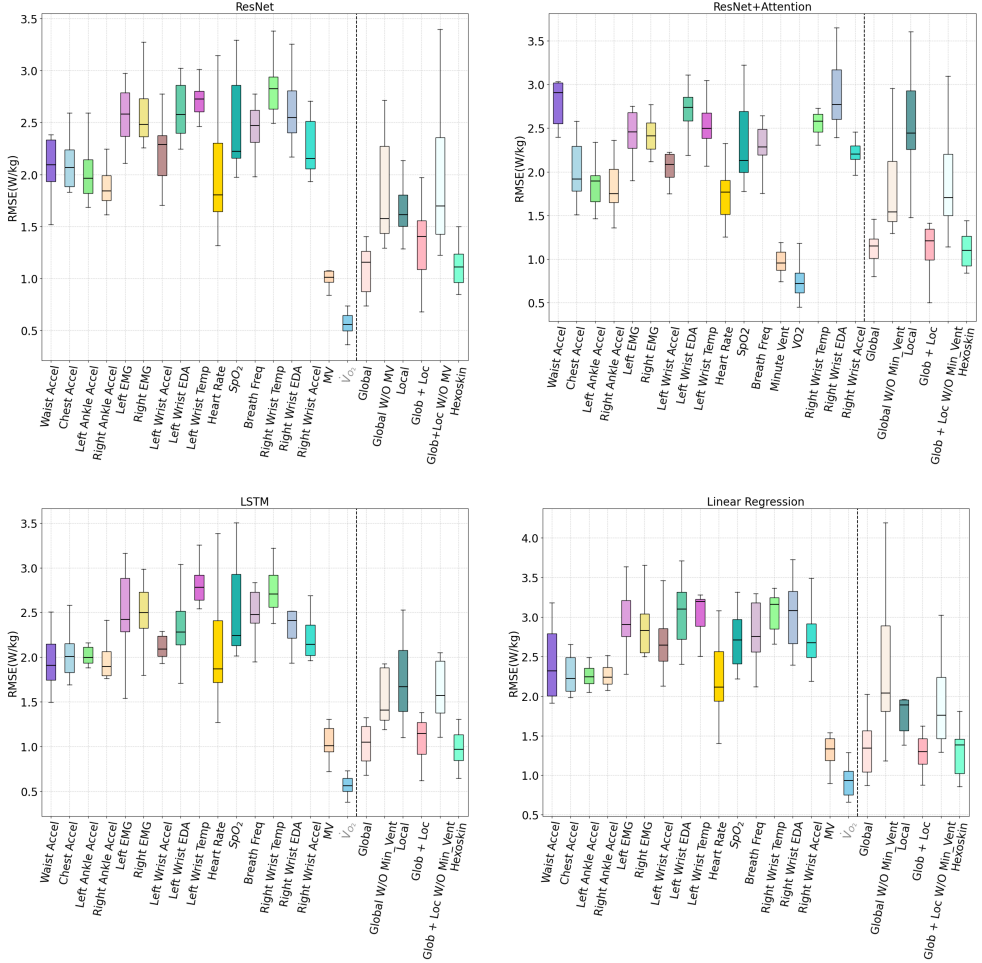 ResNet
3.5
3.0
2.5
2.0
1.5
1.0
0.5
RMSE(W/kg)
Waist Accel
Chest Accel
Left Ankle Accel
Right Ankle Accel
Left EMG
Right EMG
Left Wrist Accel
Left Wrist EDA
Left Wrist Temp
Heart Rate
SpO₂
Breath Freq
Right Wrist Temp
Right Wrist EDA
Right Wrist Accel
MV
V̇o₂
Global
Global W/O MV
Local
Glob + Loc
Glob+Loc W/O MV
Hexoskin
ResNet+Attention
3.5
3.0
2.5
2.0
1.5
1.0
0.5
RMSE(W/kg)
Waist Accel
Chest Accel
Left Ankle Accel
Right Ankle Accel
Left EMG
Right EMG
Left Wrist Accel
Left Wrist EDA
Left Wrist Temp
Heart Rate
SpO2
Breath Freq
Minute Vent
VO2
Right Wrist Temp
Right Wrist EDA
Right Wrist Accel
Global
Global W/O Min_Vent
Local
Glob + Loc
Glob + Loc W/O Min_Vent
Hexoskin
LSTM
3.5
3.0
2.5
2.0
1.5
1.0
0.5
RMSE(W/kg)
Waist Accel
Chest Accel
Left Ankle Accel
Right Ankle Accel
Left EMG
Right EMG
Left Wrist Accel
Left Wrist EDA
Left Wrist Temp
Heart Rate
SpO₂
Breath Freq
Right Wrist Temp
Right Wrist EDA
Right Wrist Accel
MV
V̇o₂
Global
Global W/O Min_Vent
Local
Glob + Loc
Glob + Loc W/O Min_Vent
Hexoskin
Linear Regression
4.0
3.5
3.0
2.5
2.0
1.5
1.0
0.5
RMSE(W/kg)
Waist Accel
Chest Accel
Left Ankle Accel
Right Ankle Accel
Left EMG
Right EMG
Left Wrist Accel
Left Wrist EDA
Left Wrist Temp
Heart Rate
SpO₂
Breath Freq
Right Wrist Temp
Right Wrist EDA
Right Wrist Accel
MV
V̇o₂
Global
Global W/O Min_Vent
Local
Glob + Loc
Glob + Loc W/O Min_Vent
Hexoskin